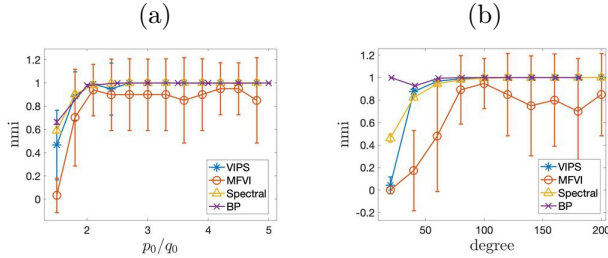 (a)
(b)
1.2
1
0.8
0.6
0.4
0.2
0
nmi
VIPS
MFVI
Spectral
BP
2
3
4
5
p₀/q₀
1.2
1
0.8
0.6
0.4
0.2
0
-0.2
nmi
VIPS
MFVI
Spectral
BP
50
100
150
200
degree